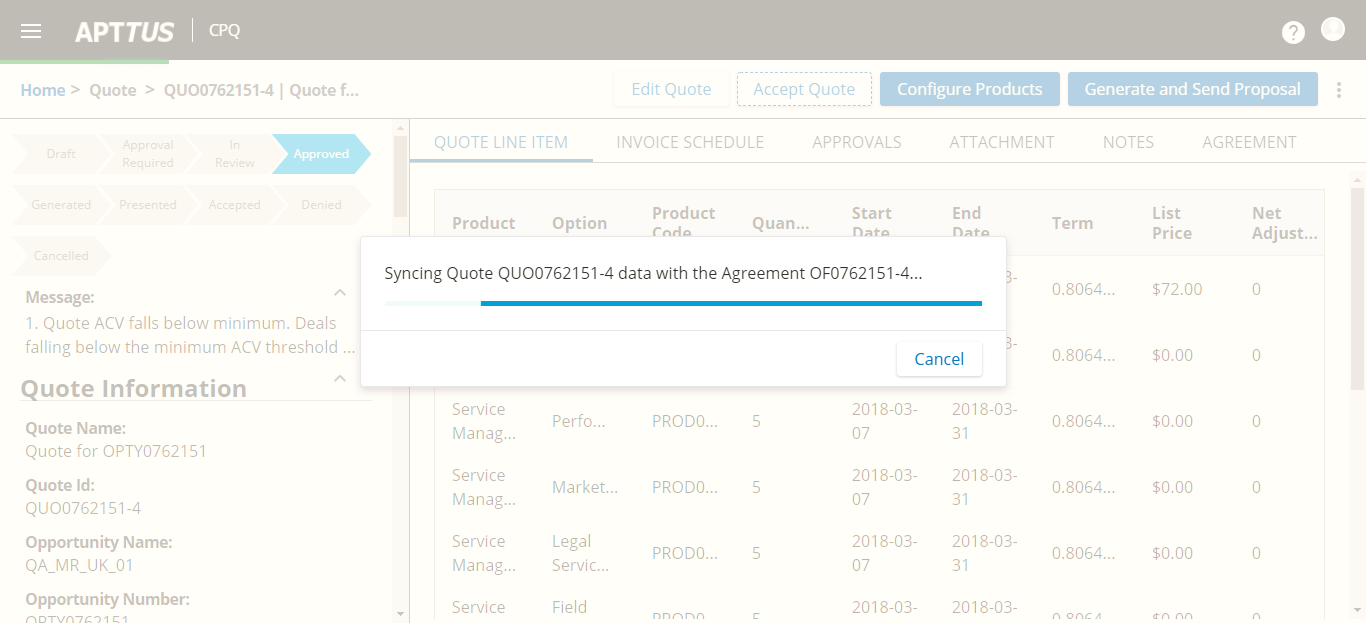 APTTUS CPQ
?
Home > Quote > QUO0762151-4 | Quote f...
Edit Quote
Accept Quote
Configure Products
Generate and Send Proposal
Draft
Approval Required
In Review
Approved
Generated
Presented
Accepted
Denied
Cancelled
Message:
1. Quote ACV falls below minimum. Deals
falling below the minimum ACV threshold ...
Quote Information
Quote Name:
Quote for OPTY0762151
Quote Id:
QUO0762151-4
Opportunity Name:
QA_MR_UK_01
Opportunity Number:
OPTY0762151
QUOTE LINE ITEM INVOICE SCHEDULE APPROVALS ATTACHMENT NOTES AGREEMENT
Product Option Product Code Quan... Start Date End Date Term List Price Net Adjust...
Syncing Quote QUO0762151-4 data with the Agreement OF0762151-4...
Cancel
3- 0.8064... $72.00 0
3- 0.8064... $0.00 0
Service Manag... Perfo... PROD0... 5 2018-03-07 2018-03-31 0.8064... $0.00 0
Service Manag... Market... PROD0... 5 2018-03-07 2018-03-31 0.8064... $0.00 0
Service Manag... Legal Servic... PROD0... 5 2018-03-07 2018-03-31 0.8064... $0.00 0
Service Field PROD0... 5 2018-03- 2018-03- 0.8064... $0.00 0